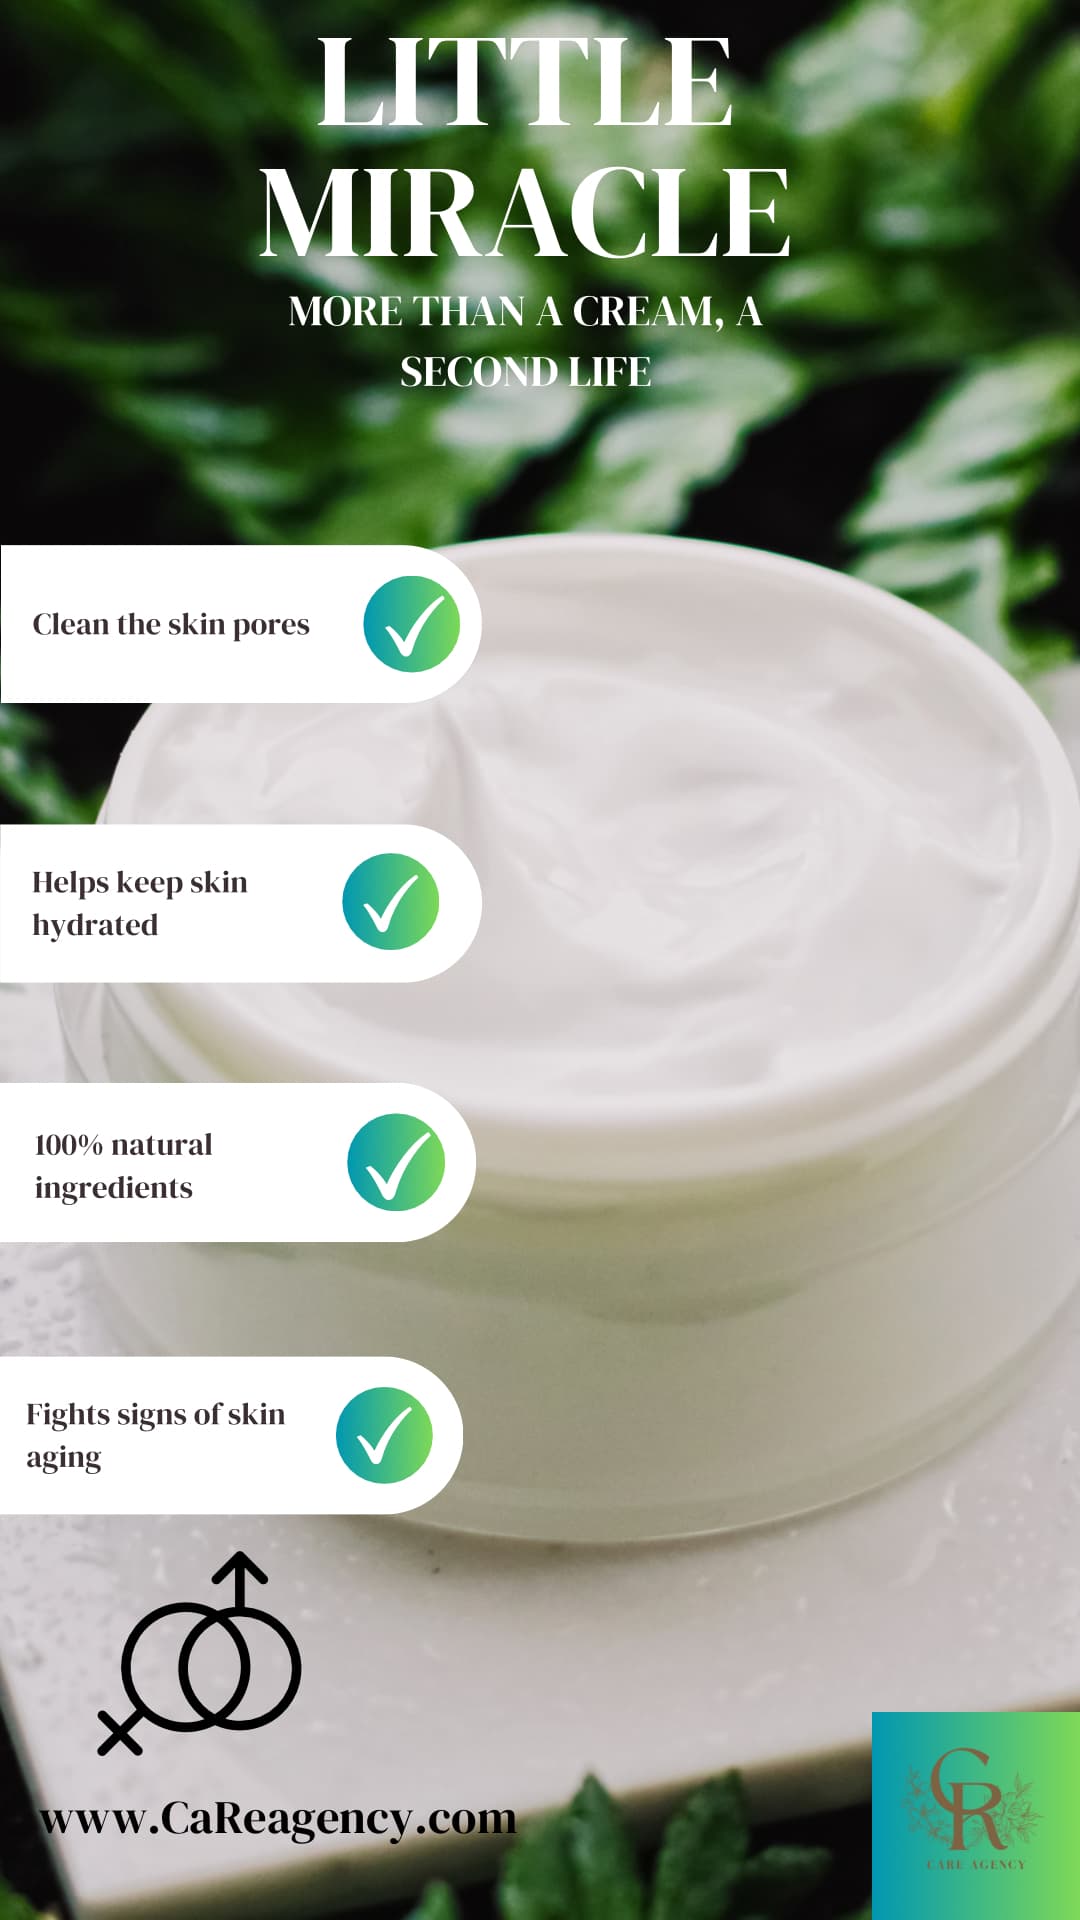 LITTLE
MIRACLE
MORE THAN A CREAM, A
SECOND LIFE
Clean the skin pores
Helps keep skin
hydrated
100% natural
ingredients
Fights signs of skin
aging
www.CaReagency.com
CR
CARE AGENCY